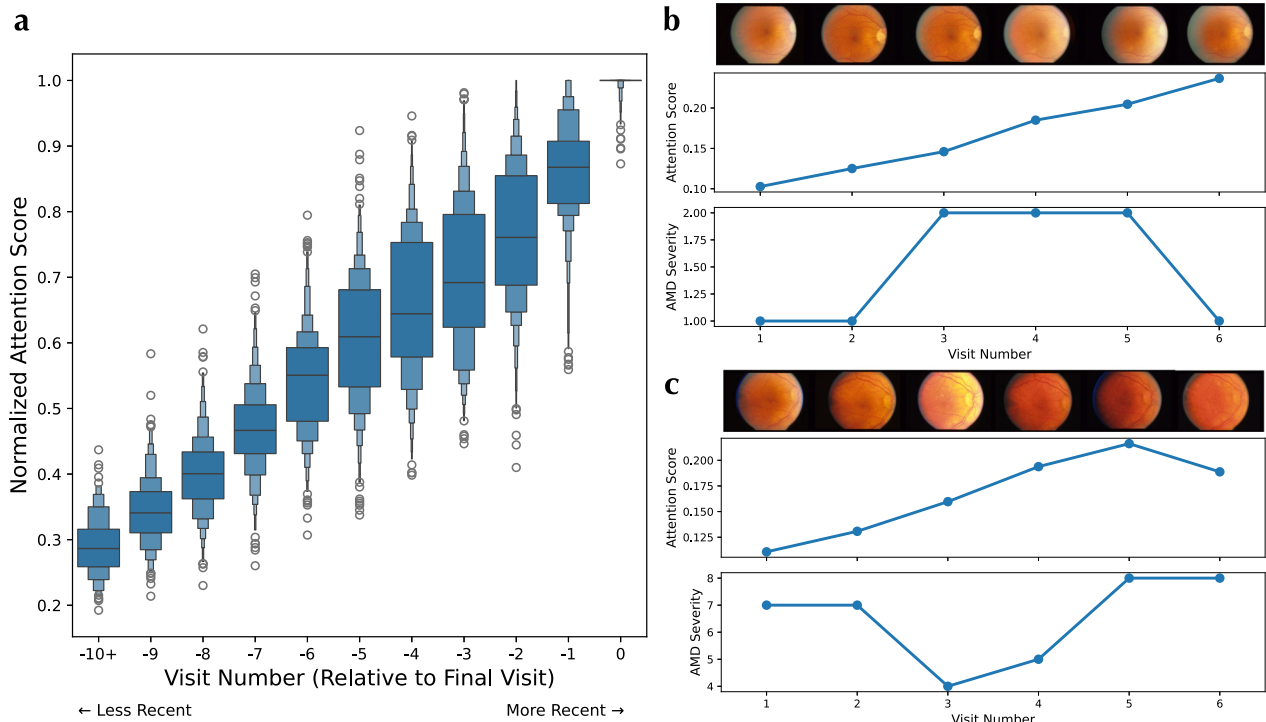 a
Normalized Attention Score
1.0
0.9
0.8
0.7
0.6
0.5
0.4
0.3
0.2
-10+ -9 -8 -7 -6 -5 -4 -3 -2 -1 0
Visit Number (Relative to Final Visit)
← Less Recent More Recent →
b
Attention Score
0.20
0.15
0.10
AMD Severity
2.00
1.75
1.50
1.25
1.00
1 2 3 4 5 6
Visit Number
c
Attention Score
0.200
0.175
0.150
0.125
AMD Severity
8
7
6
5
4
1 2 3 4 5 6
Visit Number